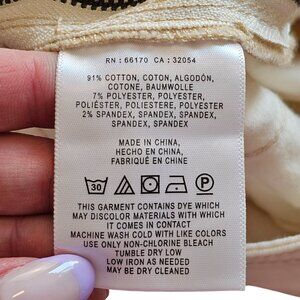 RN : 66170 CA : 32054
91% COTTON, COTON, ALGODÓN,
COTONE, BAUMWOLLE
7% POLYESTER, POLYESTER,
POLIÉSTER, POLIESTERE, POLYESTER
2% SPANDEX, SPANDEX,
SPANDEX, SPANDEX
MADE IN CHINA,
HECHO EN CHINA,
FABRIQUÉ EN CHINE
30 P
THIS GARMENT CONTAINS DYE WHICH
MAY DISCOLOR MATERIALS WITH WHICH
IT COMES IN CONTACT
MACHINE WASH COLD WITH LIKE COLORS
USE ONLY NON-CHLORINE BLEACH
TUMBLE DRY LOW
LOW IRON AS NEEDED
MAY BE DRY CLEANED